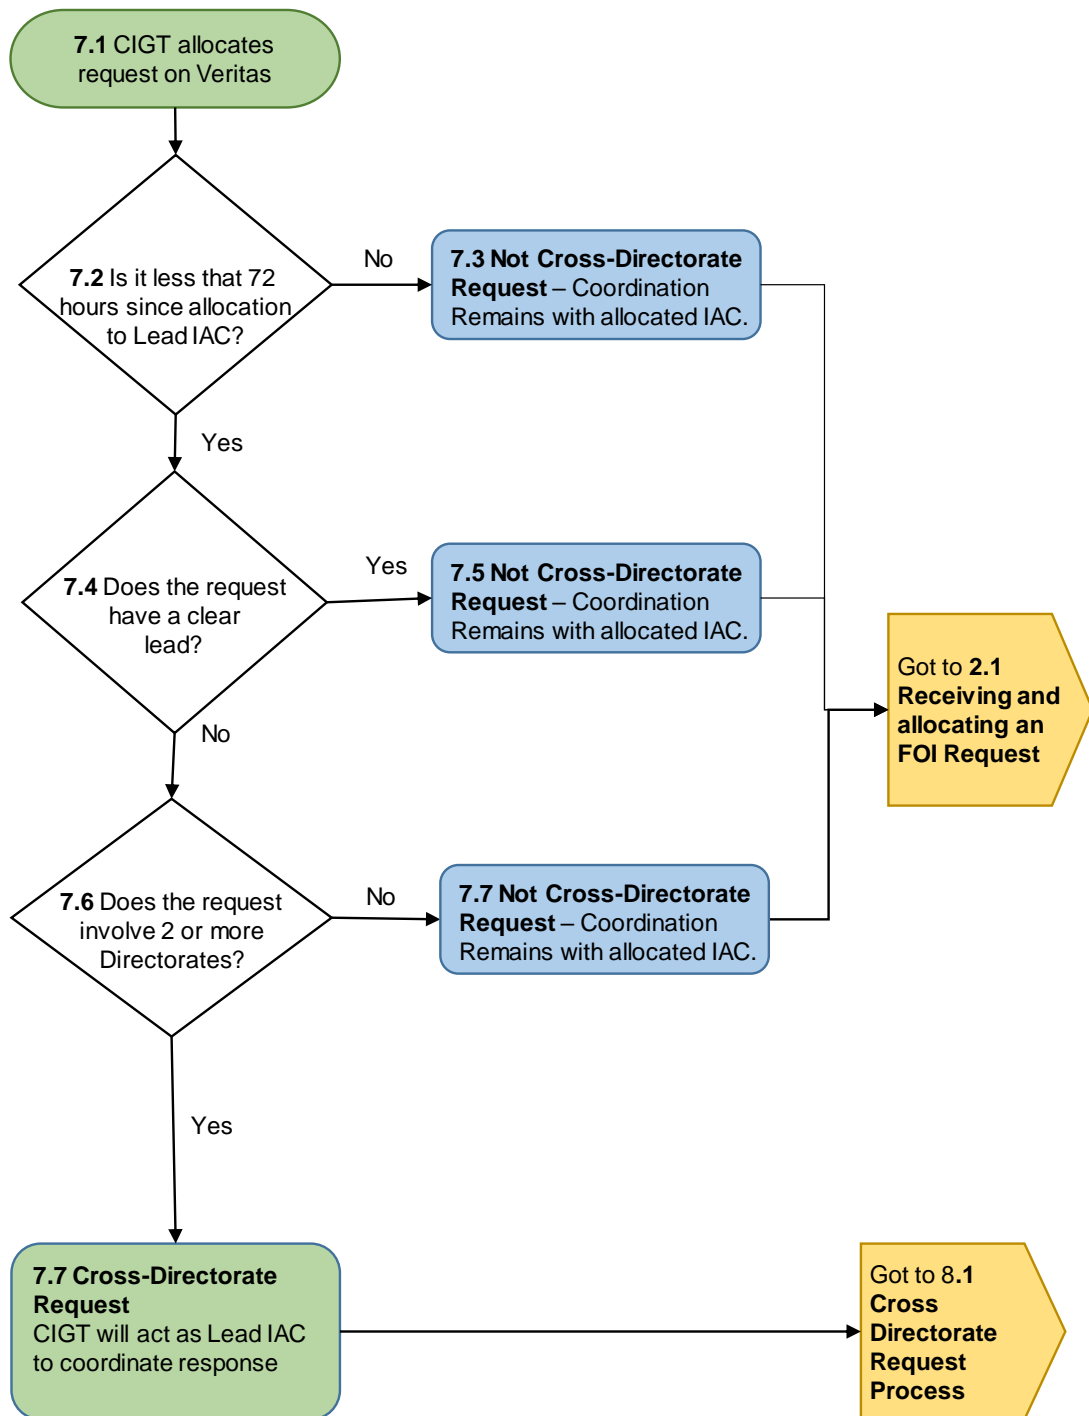 7.1 CIGT allocates
request on Veritas
7.2 Is it less that 72
hours since allocation
to Lead IAC?
No
7.3 Not Cross-Directorate
Request – Coordination
Remains with allocated IAC.
Yes
7.4 Does the request
have a clear
lead?
Yes
7.5 Not Cross-Directorate
Request – Coordination
Remains with allocated IAC.
Got to 2.1
Receiving and
allocating an
FOI Request
No
7.6 Does the request
involve 2 or more
Directorates?
No
7.7 Not Cross-Directorate
Request – Coordination
Remains with allocated IAC.
Yes
7.7 Cross-Directorate
Request
CIGT will act as Lead IAC
to coordinate response
Got to 8.1
Cross
Directorate
Request
Process